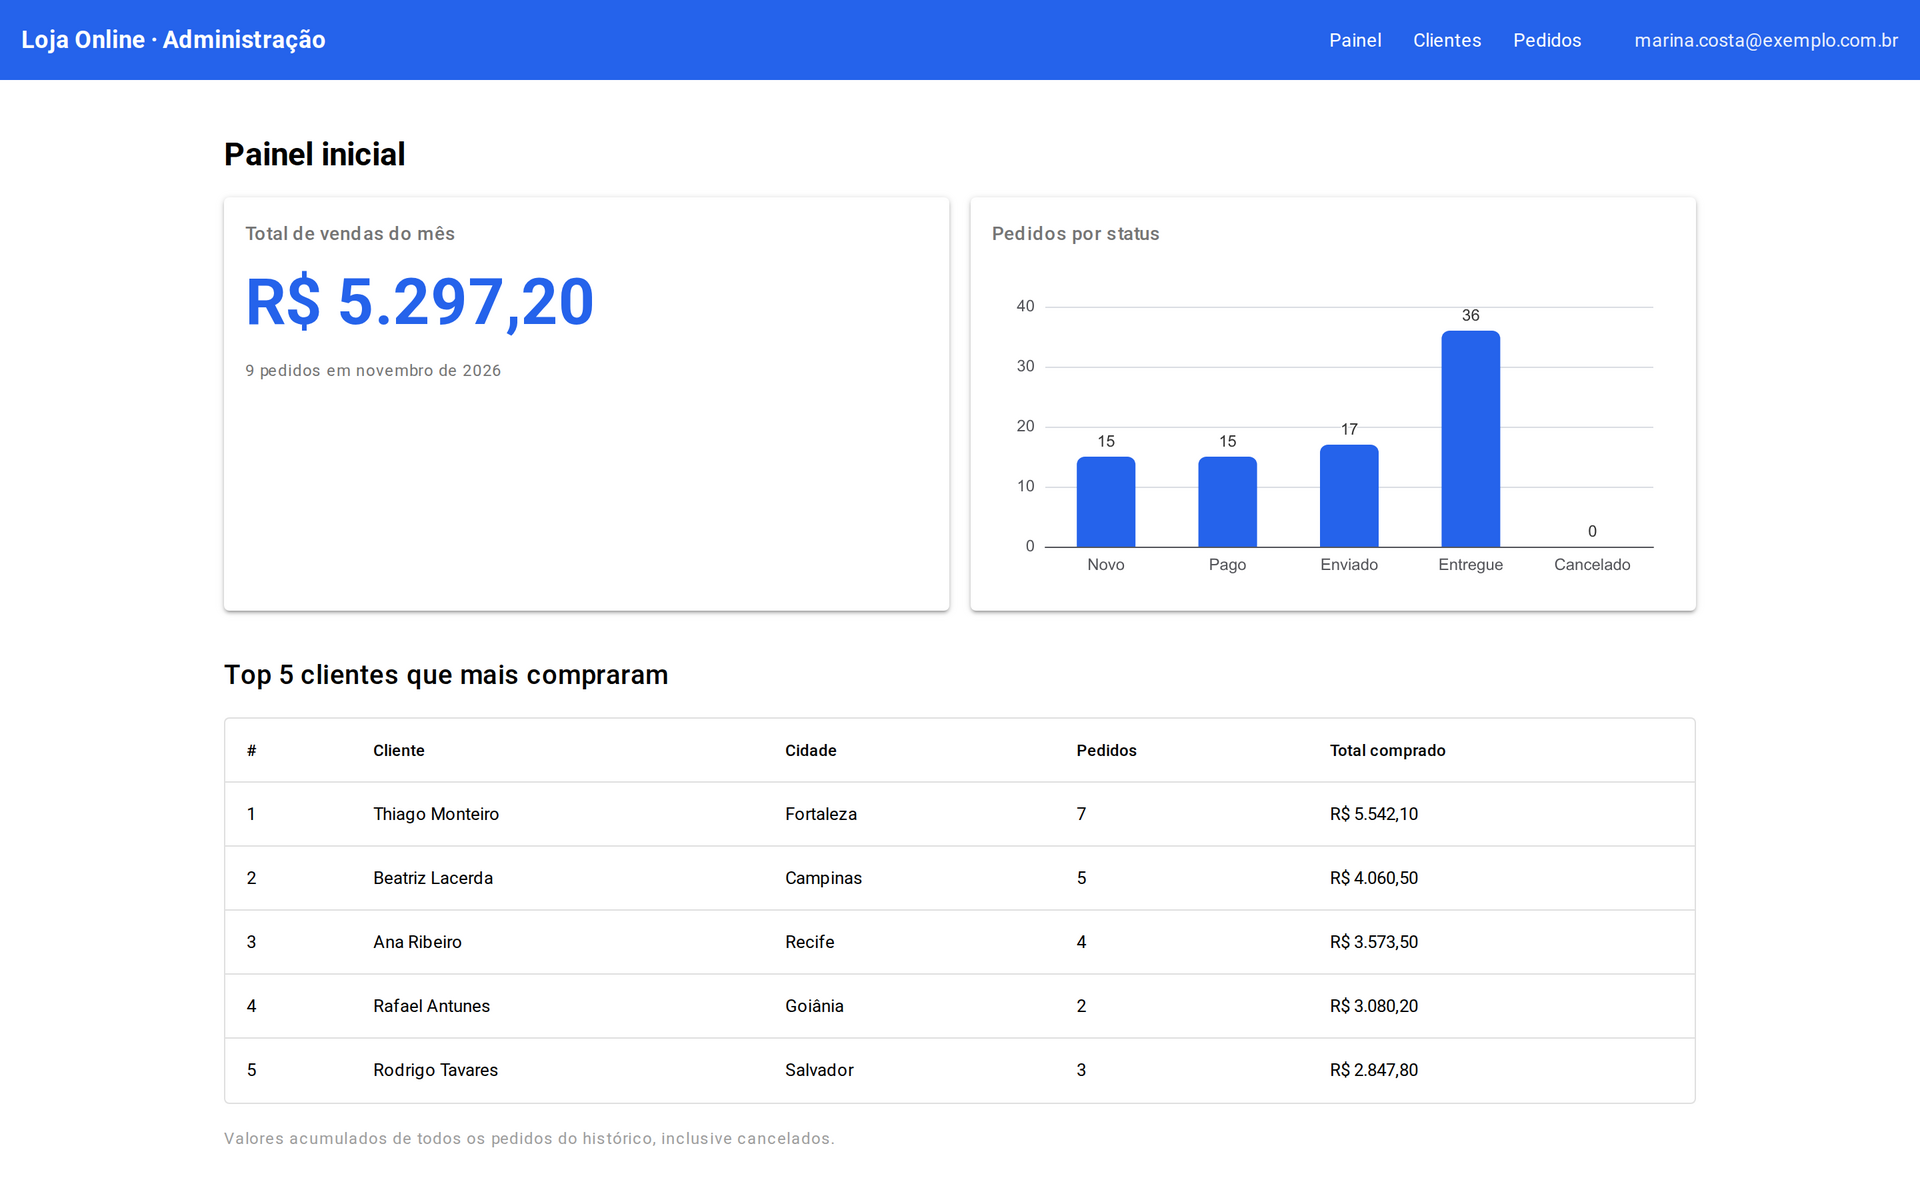 Loja Online · Administração
Painel Clientes Pedidos marina.costa@exemplo.com.br
Painel inicial
Total de vendas do mês
R$ 5.297,20
9 pedidos em novembro de 2026
Pedidos por status
40
30
20
10
0
15
15
17
36
0
Novo Pago Enviado Entregue Cancelado
Top 5 clientes que mais compraram
# Cliente Cidade Pedidos Total comprado
1 Thiago Monteiro Fortaleza 7 R$ 5.542,10
2 Beatriz Lacerda Campinas 5 R$ 4.060,50
3 Ana Ribeiro Recife 4 R$ 3.573,50
4 Rafael Antunes Goiânia 2 R$ 3.080,20
5 Rodrigo Tavares Salvador 3 R$ 2.847,80
Valores acumulados de todos os pedidos do histórico, inclusive cancelados.